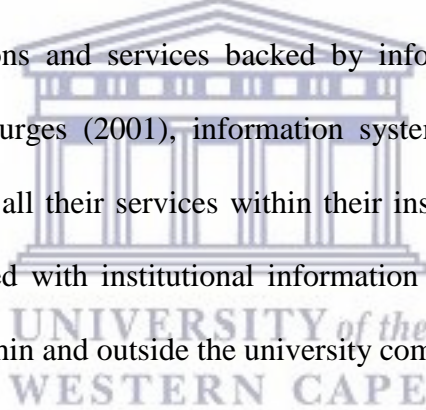 ons and services backed by info
urges (2001), information system
all their services within their ins
ed with institutional information
UNIVERSITY of the
hin and outside the university com
WESTERN CAPE